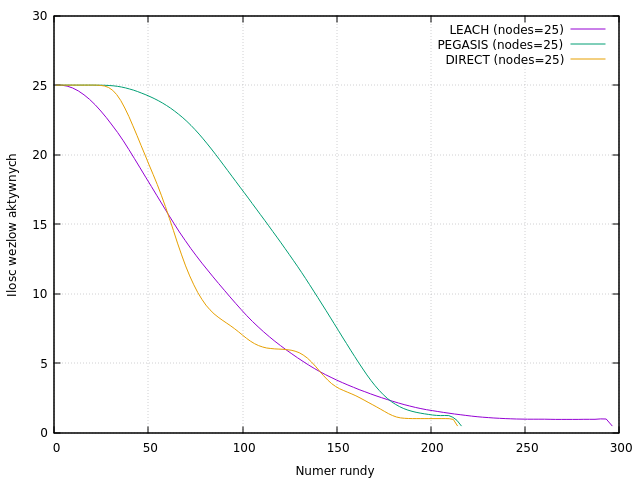 30
25
20
15
10
5
0
Ilosc wezlow aktywnych
LEACH (nodes=25)
PEGASIS (nodes=25)
DIRECT (nodes=25)
0 50 100 150 200 250 300
Numer rundy